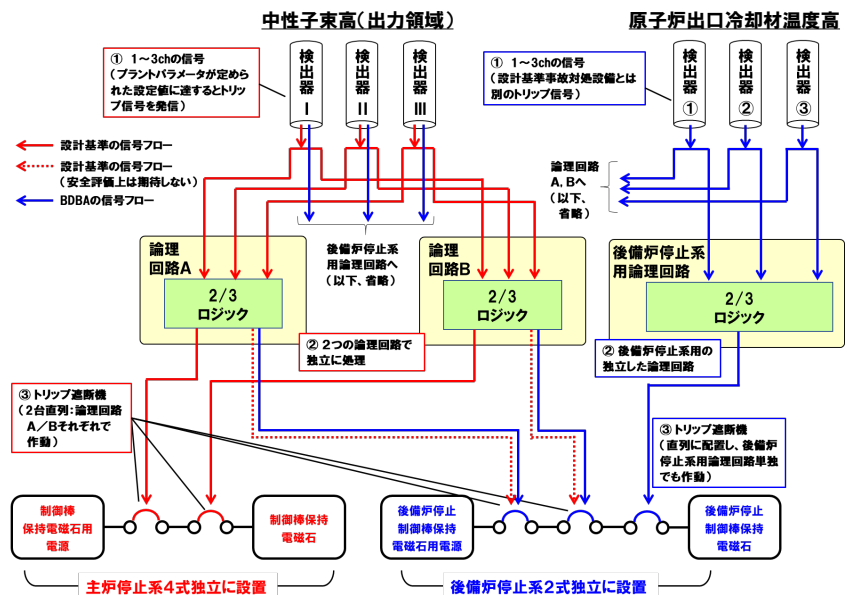 中性子束高(出力領域)
原子炉出口冷却材温度高
① 1~3chの信号
(プラントパラメータが定めら
れた設定値に達するとトリッ
プ信号を発信)
検出器Ⅰ
検出器Ⅱ
検出器Ⅲ
① 1~3chの信号
(設計基準事故対処設備とは
別のトリップ信号)
検出器①
検出器②
検出器③
設計基準の信号フロー
設計基準の信号フロー
(安全評価上は期待しない)
BDBAの信号フロー
論理回路
A,Bへ
(以下、
省略)
論理
回路A
後備炉停止系
用論理回路へ
(以下、省略)
論理
回路B
後備炉停止系
用論理回路
2/3
ロジック
2/3
ロジック
2/3
ロジック
② 2つの論理回路で
独立に処理
② 後備炉停止系用の
独立した論理回路
③ トリップ遮断機
(2台直列:論理回路
A/Bそれぞれで
作動)
③ トリップ遮断機
(直列に配置し、後備炉
停止系用論理回路単独
でも作動)
制御棒
保持電磁石用
電源
制御棒保持
電磁石
後備炉停止
制御棒保持
電磁石用電源
後備炉停止
制御棒保持
電磁石
主炉停止系4式独立に設置
後備炉停止系2式独立に設置